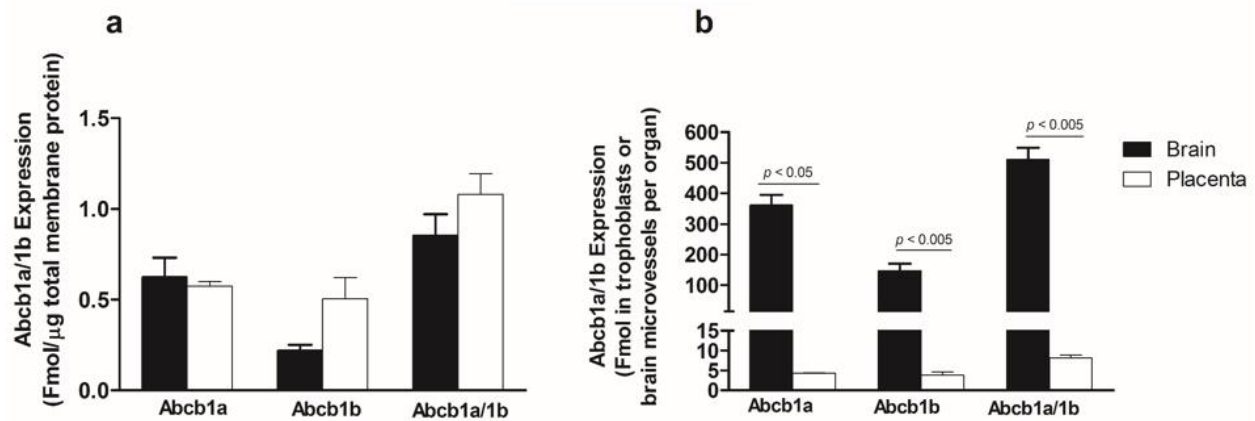 a
Abcb1a/1b Expression
(Fmol/μg total membrane protein)
1.5
1.0
0.5
0.0
Abcb1a
Abcb1b
Abcb1a/1b
b
Abcb1a/1b Expression
(Fmol in trophoblasts or
brain microvessels per organ)
600
500
400
300
200
100
15
10
5
0
p < 0.05
p < 0.005
p < 0.005
Abcb1a
Abcb1b
Abcb1a/1b
Brain
Placenta